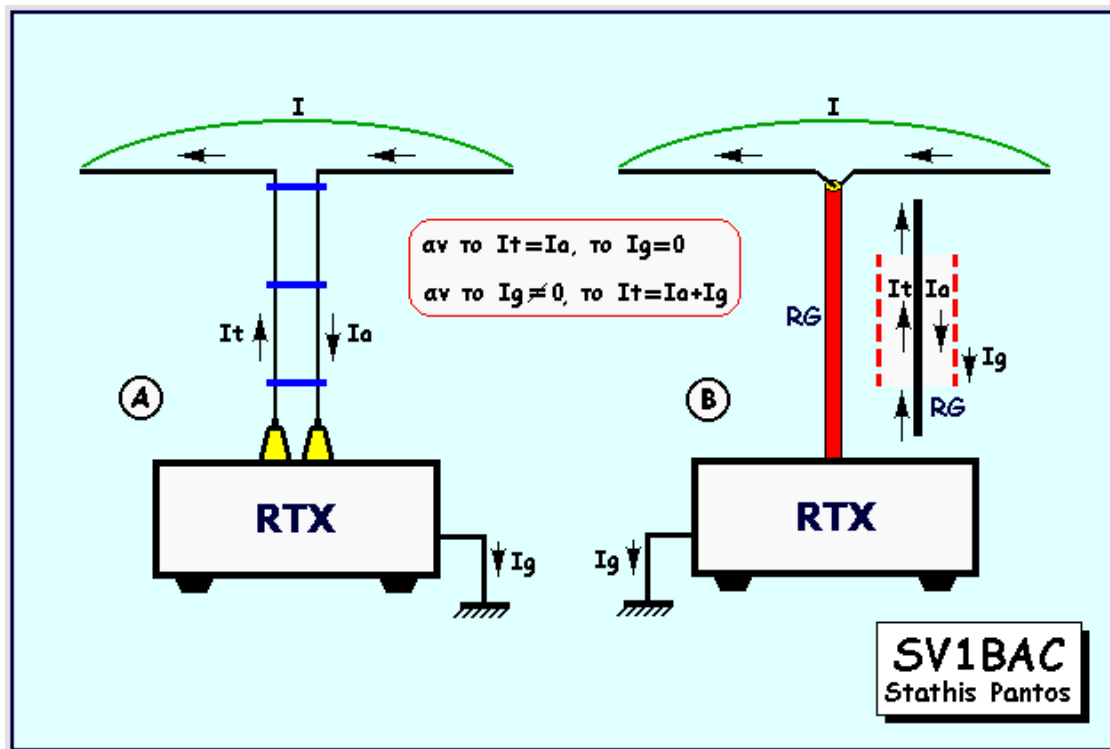 I
It
Ia
A
RTX
Ig
αν το It=Ia, το Ig=0
αν το Ig≠0, το It=Ia+Ig
I
RG
It
Ia
Ig
RG
B
RTX
Ig
SV1BAC
Stathis Pantos